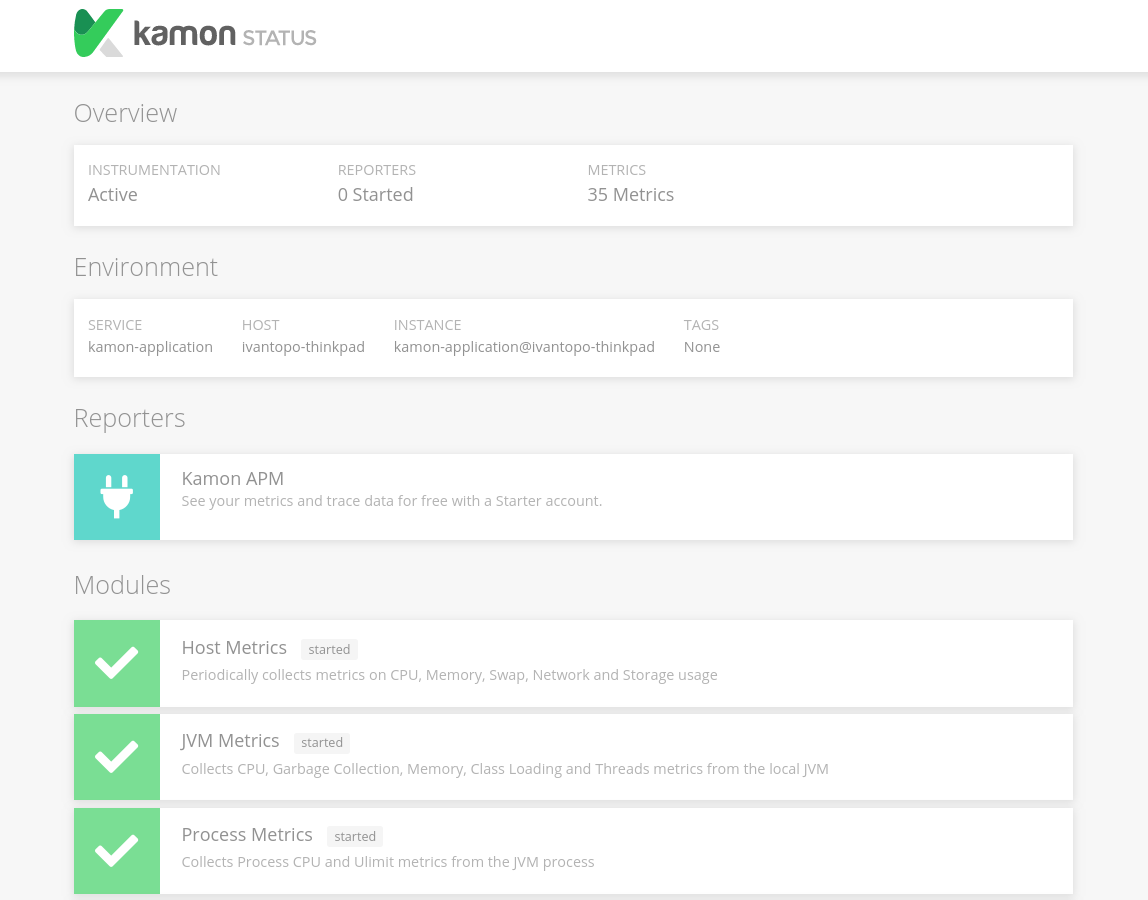 kamon STATUS
Overview
INSTRUMENTATION REPORTERS METRICS
Active 0 Started 35 Metrics
Environment
SERVICE HOST INSTANCE TAGS
kamon-application ivantopo-thinkpad kamon-application@ivantopo-thinkpad None
Reporters
Kamon APM
See your metrics and trace data for free with a Starter account.
Modules
Host Metrics started
Periodically collects metrics on CPU, Memory, Swap, Network and Storage usage
JVM Metrics started
Collects CPU, Garbage Collection, Memory, Class Loading and Threads metrics from the local JVM
Process Metrics started
Collects Process CPU and Ulimit metrics from the JVM process